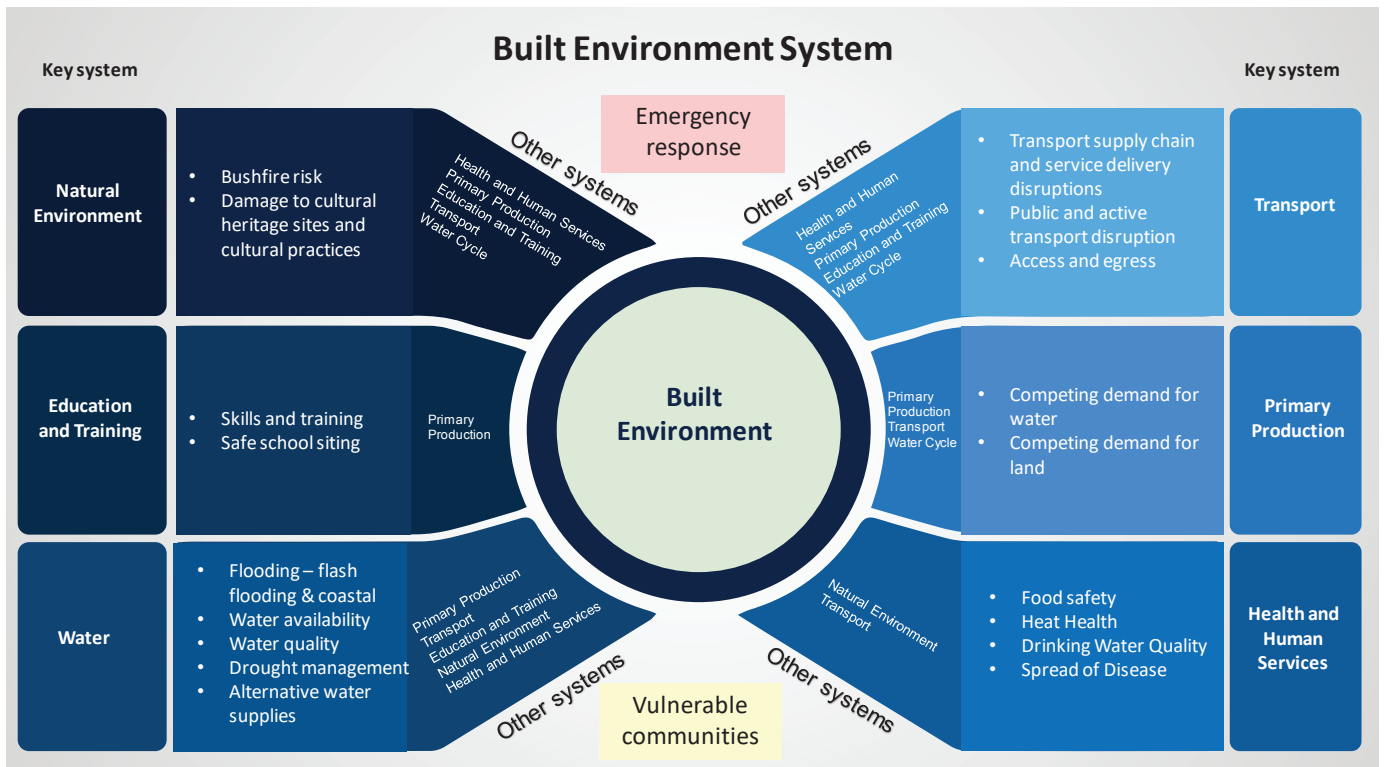 Built Environment System
Key system
Key system
Emergency
response
Other systems
Other systems
Natural
Environment
• Bushfire risk
• Damage to cultural
heritage sites and
cultural practices
Health and Human Services
Primary Production
Education and Training
Transport
Water Cycle
Health and Human
Services
Primary Production
Education and Training
Water Cycle
• Transport supply chain
and service delivery
disruptions
• Public and active
transport disruption
• Access and egress
Transport
Education
and Training
• Skills and training
• Safe school siting
Primary
Production
Built
Environment
Primary
Production
Transport
Water Cycle
• Competing demand for
water
• Competing demand for
land
Primary
Production
Water
• Flooding – flash
flooding & coastal
• Water availability
• Water quality
• Drought management
• Alternative water
supplies
Primary Production
Transport
Education and Training
Natural Environment
Health and Human Services
Other systems
Vulnerable
communities
Other systems
Natural Environment
Transport
• Food safety
• Heat Health
• Drinking Water Quality
• Spread of Disease
Health and
Human
Services